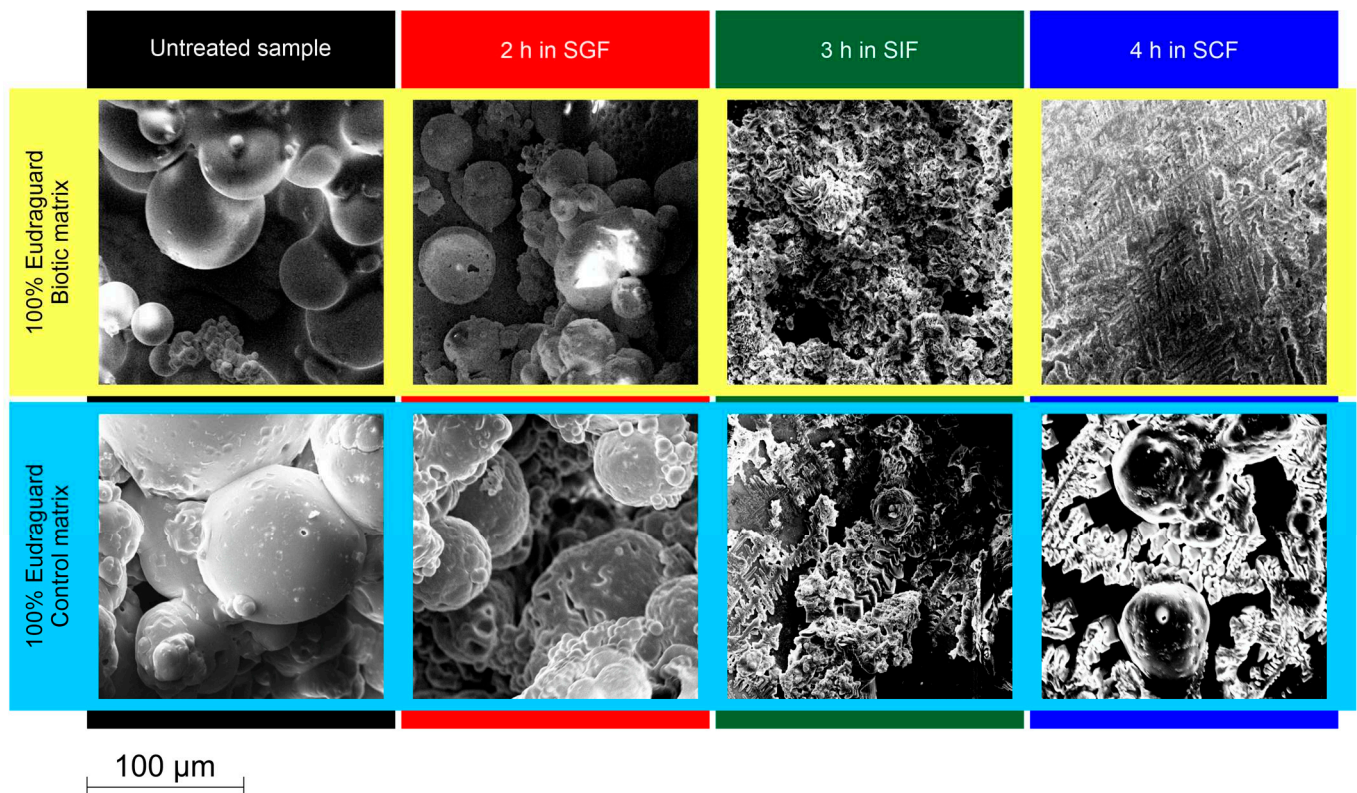 Untreated sample
2 h in SGF
3 h in SIF
4 h in SCF
100% Eudraguard
Biotic matrix
100% Eudraguard
Control matrix
100 µm